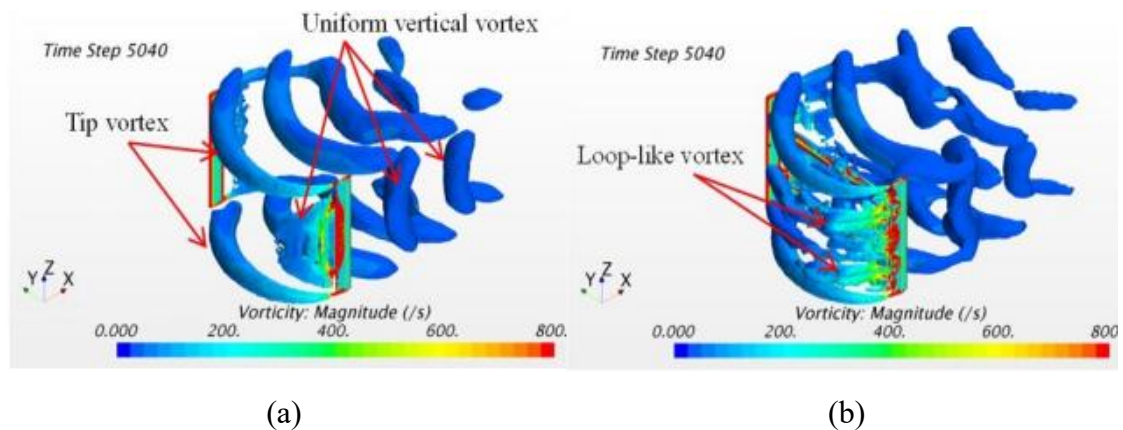 Uniform vertical vortex
Time Step 5040
Tip vortex
Y Z X
Vorticity: Magnitude (/s)
0.000 200. 400. 600. 800.
(a)
Time Step 5040
Loop-like vortex
Y Z X
Vorticity: Magnitude (/s)
0.000 200. 400. 600. 800
(b)